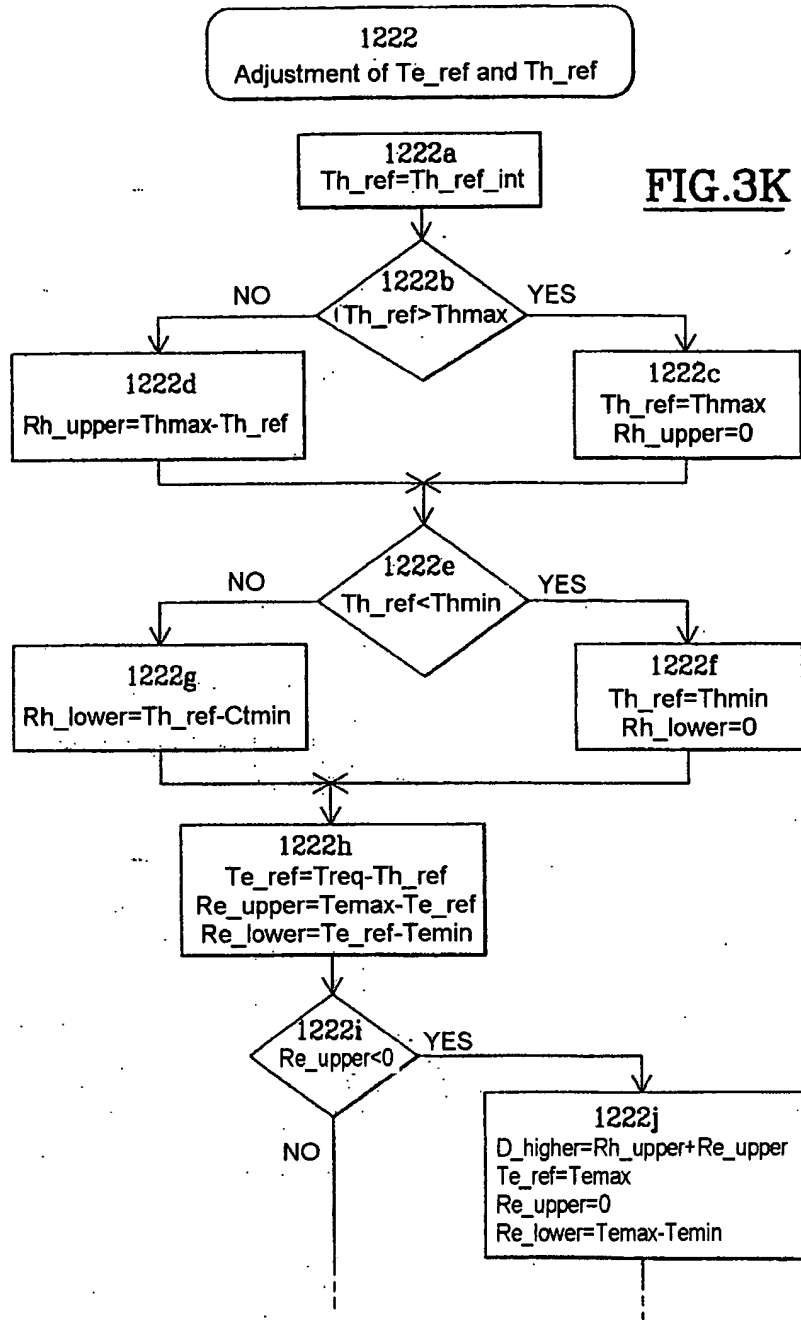 1222
Adjustment of Te_ref and Th_ref
1222a
Th_ref=Th_ref_int
FIG.3K
1222b
(Th_ref>Thmax
NO
YES
1222d
Rh_upper=Thmax-Th_ref
1222c
Th_ref=Thmax
Rh_upper=0
1222e
Th_ref<Thmin
NO
YES
1222g
Rh_lower=Th_ref-Ctmin
1222f
Th_ref=Thmin
Rh_lower=0
1222h
Te_ref=Treq-Th_ref
Re_upper=Temax-Te_ref
Re_lower=Te_ref-Temin
1222i
Re_upper<0
YES
NO
1222j
D_higher=Rh_upper+Re_upper
Te_ref=Temax
Re_upper=0
Re_lower=Temax-Temin